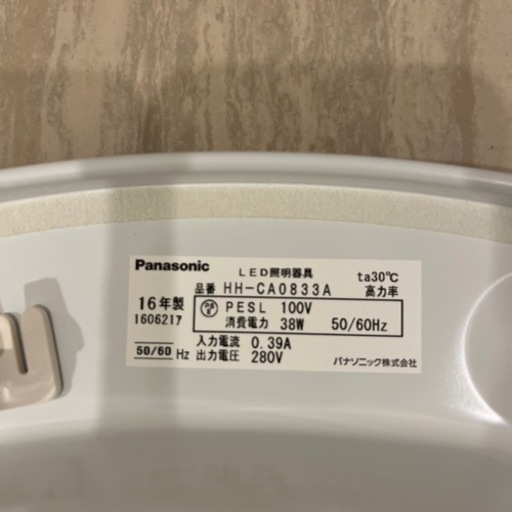 Panasonic LED照明器具 ta30℃
品番 HH-CA0833A 高力率
16年製 PSE PESL 100V
1606217 消費電力 38W 50/60Hz
入力電流 0.39A
50/60 Hz 出力電圧 280V
パナソニック株式会社